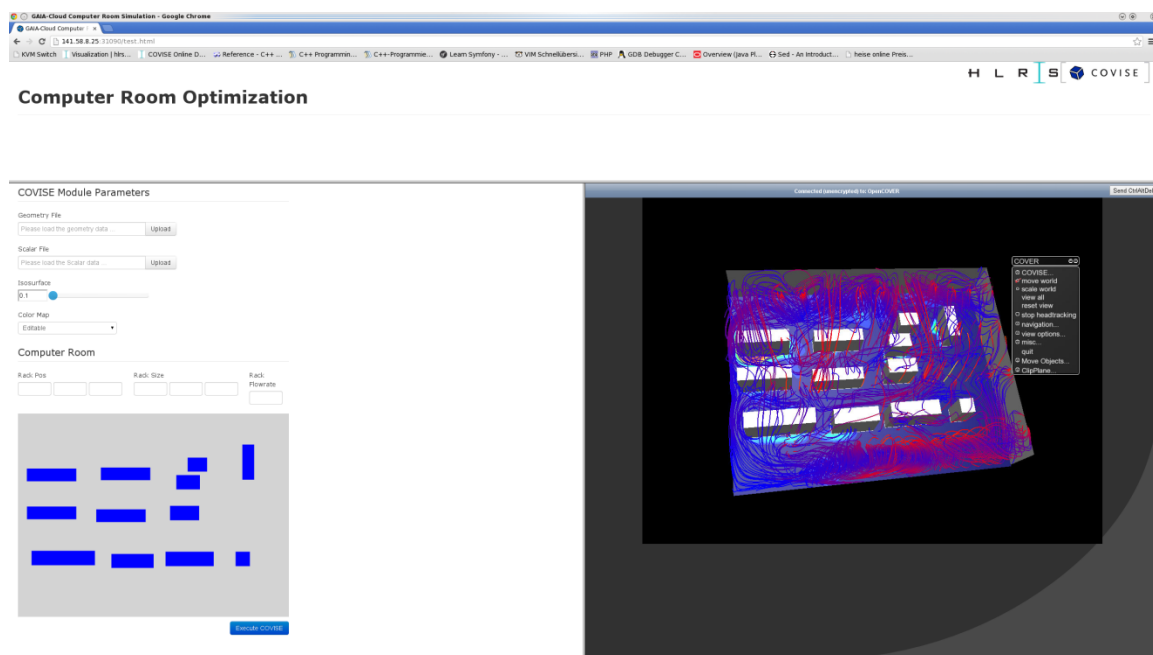 GAIA-Cloud Computer Room Simulation - Google Chrome
GAIA-Cloud Computer
141.58.8.25:31090/test.html
KVM Switch Visualization | hlrs... COVISE Online D... Reference - C++ ... C++ Programmin... C++-Programmie... Learn Symfony - ... VIM Schnellübersi... PHP GDB Debugger C... Overview (Java Pl... Sed - An Introduct... heise online Preis...
H L R S COVISE
Computer Room Optimization
COVISE Module Parameters
Geometry File
Please load the geometry data ... Upload
Scalar File
Please load the Scalar data ... Upload
Isosurface
0.1
Color Map
Editable
Computer Room
Rack Pos Rack Size Rack
Flowrate
Execute COVISE
Connected (unencrypted) to: OpenCOVER
Send CtrlAltDel
COVER
COVISE...
move world
scale world
view all
reset view
stop headtracking
navigation...
view options...
misc...
quit
Move Objects...
ClipPlane...